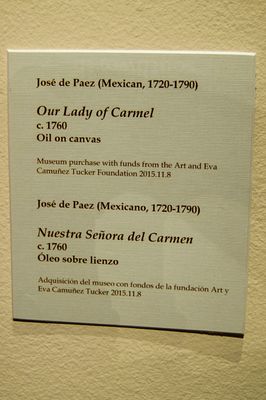 José de Paez (Mexican, 1720-1790)
Our Lady of Carmel
c. 1760
Oil on canvas
Museum purchase with funds from the Art and Eva
Camuñez Tucker Foundation 2015.11.8
José de Paez (Mexicano, 1720-1790)
Nuestra Señora del Carmen
c. 1760
Óleo sobre lienzo
Adquisición del museo con fondos de la fundación Art y
Eva Camuñez Tucker 2015.11.8